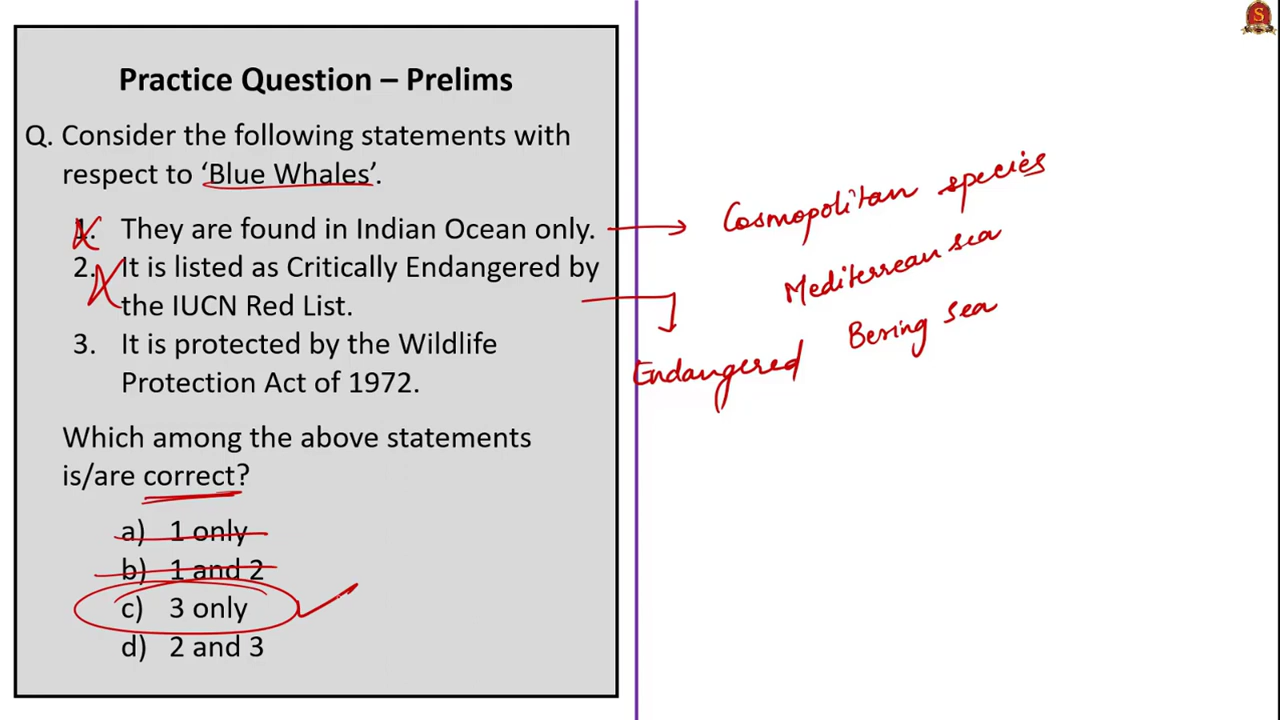 Practice Question – Prelims
Q. Consider the following statements with
respect to ‘Blue Whales’.
1. They are found in Indian Ocean only.
2. It is listed as Critically Endangered by
the IUCN Red List.
3. It is protected by the Wildlife
Protection Act of 1972.
Which among the above statements
is/are correct?
a) 1 only
b) 1 and 2
c) 3 only
d) 2 and 3
Cosmopolitan species
Mediterrean sea
Bering sea
Endangered
S